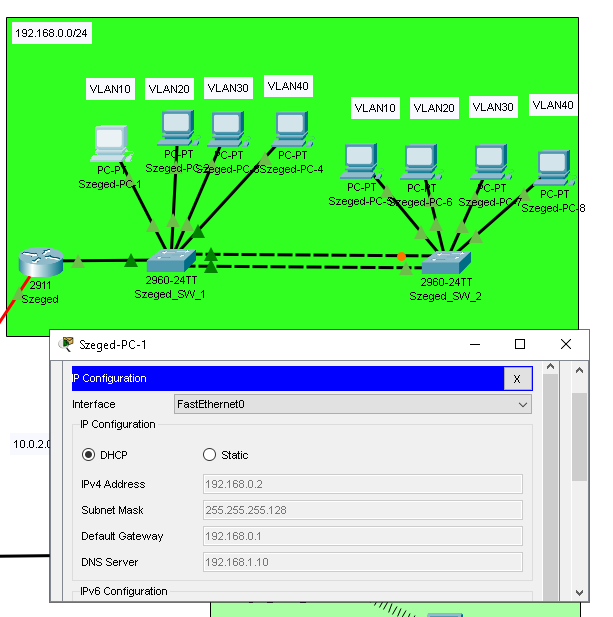 192.168.0.0/24
VLAN10
VLAN20
VLAN30
VLAN40
PC-PT
Szeged-PC-1
PC-PT
Szeged-PC-2
PC-PT
Szeged-PC-3
PC-PT
Szeged-PC-4
VLAN10
VLAN20
VLAN30
VLAN40
PC-PT
Szeged-PC-5
PC-PT
Szeged-PC-6
PC-PT
Szeged-PC-7
PC-PT
Szeged-PC-8
2911
Szeged
2960-24TT
Szeged_SW_1
2960-24TT
Szeged_SW_2
10.0.2.0
Szeged-PC-1
IP Configuration
X
Interface
FastEthernet0
IP Configuration
DHCP
Static
IPv4 Address
192.168.0.2
Subnet Mask
255.255.255.128
Default Gateway
192.168.0.1
DNS Server
192.168.1.10
IPv6 Configuration